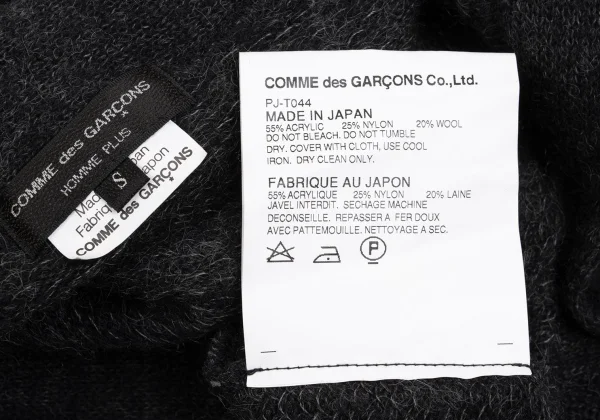 COMME des GARÇONS
HOMME PLUS
S
Made in Japan
Fabriqué au Japon
COMME des GARÇONS
COMME des GARÇONS Co.,Ltd.
PJ-T044
MADE IN JAPAN
55% ACRYLIC 25% NYLON 20% WOOL
DO NOT BLEACH. DO NOT TUMBLE
DRY. COVER WITH CLOTH, USE COOL
IRON. DRY CLEAN ONLY.
FABRIQUE AU JAPON
55% ACRYLIQUE 25% NYLON 20% LAINE
JAVEL INTERDIT. SECHAGE MACHINE
DECONSEILLE. REPASSER A FER DOUX
AVEC PATTEMOUILLE. NETTOYAGE A SEC.
P